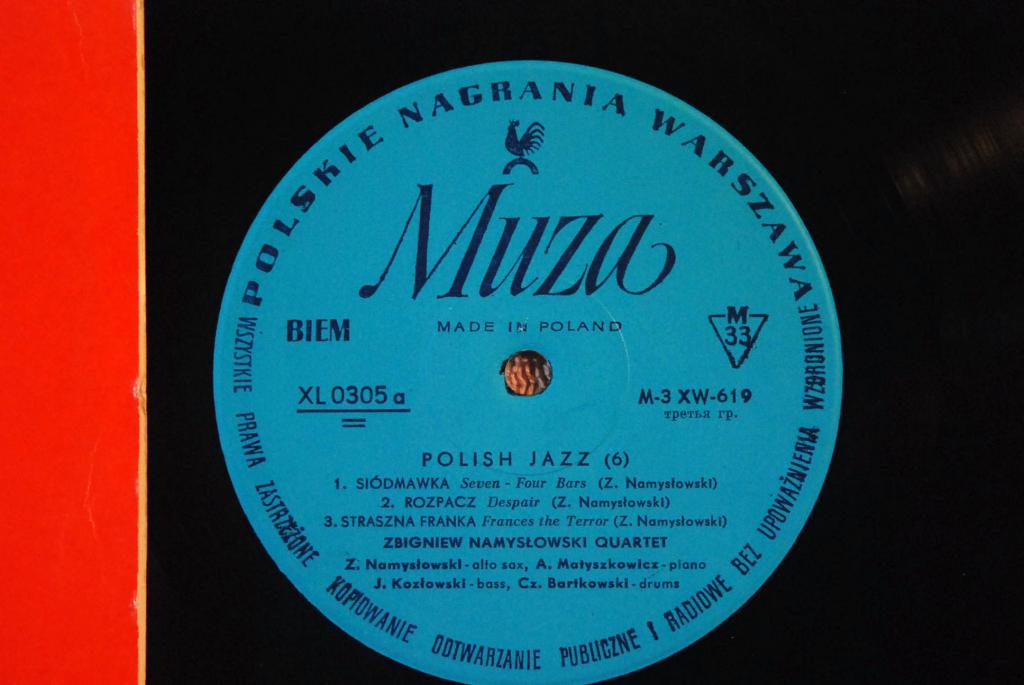 POLSKIE NAGRANIA WARSZAWA
Muza
MADE IN POLAND
BIEM
M
33
XL 0305 a
M-3 XW-619
третья гр.
POLISH JAZZ (6)
1. SIÓDMAWKA Seven - Four Bars (Z. Namysłowski)
2. ROZPACZ Despair (Z. Namysłowski)
3. STRASZNA FRANKA Frances the Terror (Z. Namysłowski)
ZBIGNIEW NAMYSŁOWSKI QUARTET
Z. Namysłowski - alto sax, A. Matyszkowicz - piano
J. Kozłowski - bass, Cz. Bartkowski - drums
WSZYSTKIE PRAWA ZASTRZEŻONE KOPIOWANIE ODTWARZANIE PUBLICZNE I RADIOWE BEZ UPOWAŻNIENIA WZBRONIONE